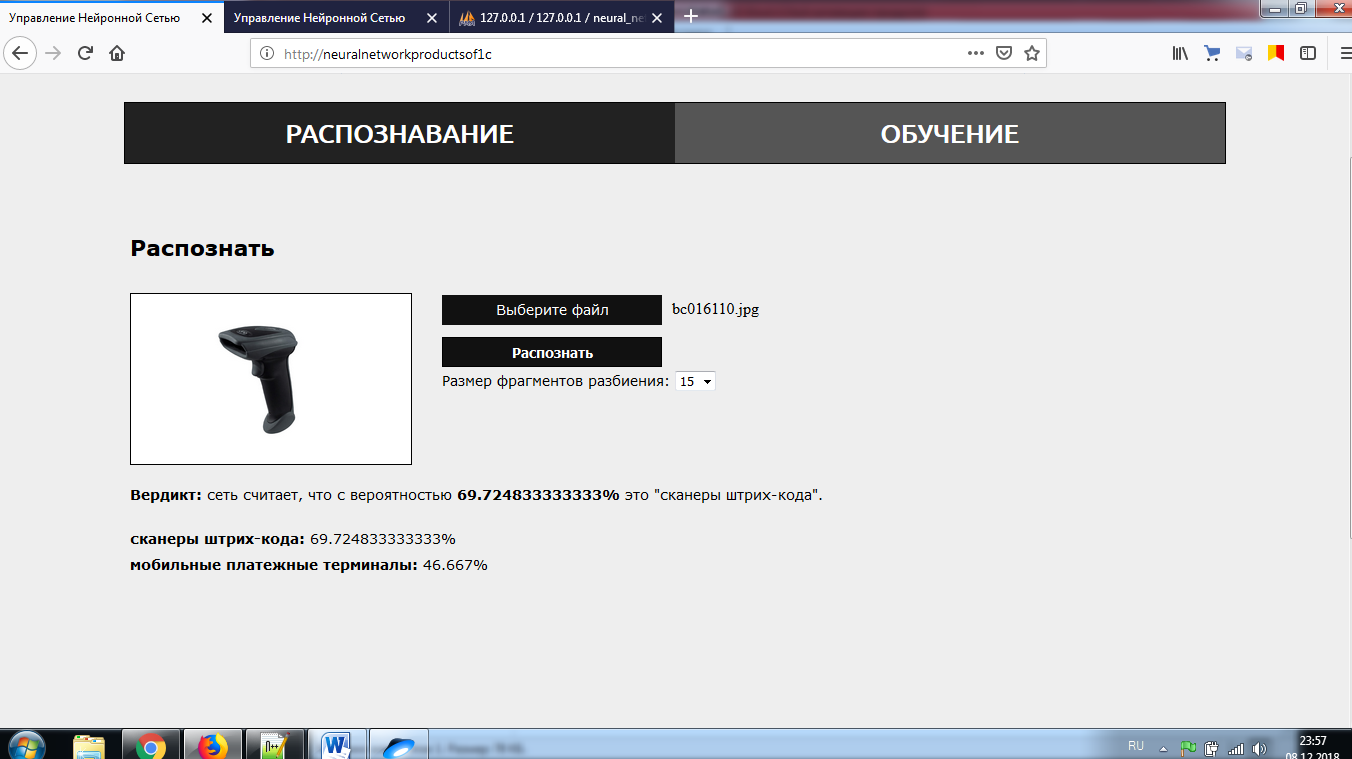 Управление Нейронной Сетью
Управление Нейронной Сетью
127.0.0.1 / 127.0.0.1 / neural_ne
http://neuralnetworkproductsof1c
РАСПОЗНАВАНИЕ
ОБУЧЕНИЕ
Распознать
Выберите файл
bc016110.jpg
Распознать
Размер фрагментов разбиения: 15
Вердикт: сеть считает, что с вероятностью 69.724833333333% это "сканеры штрих-кода".
сканеры штрих-кода: 69.724833333333%
мобильные платежные терминалы: 46.667%
RU
23:57
08.12.2018